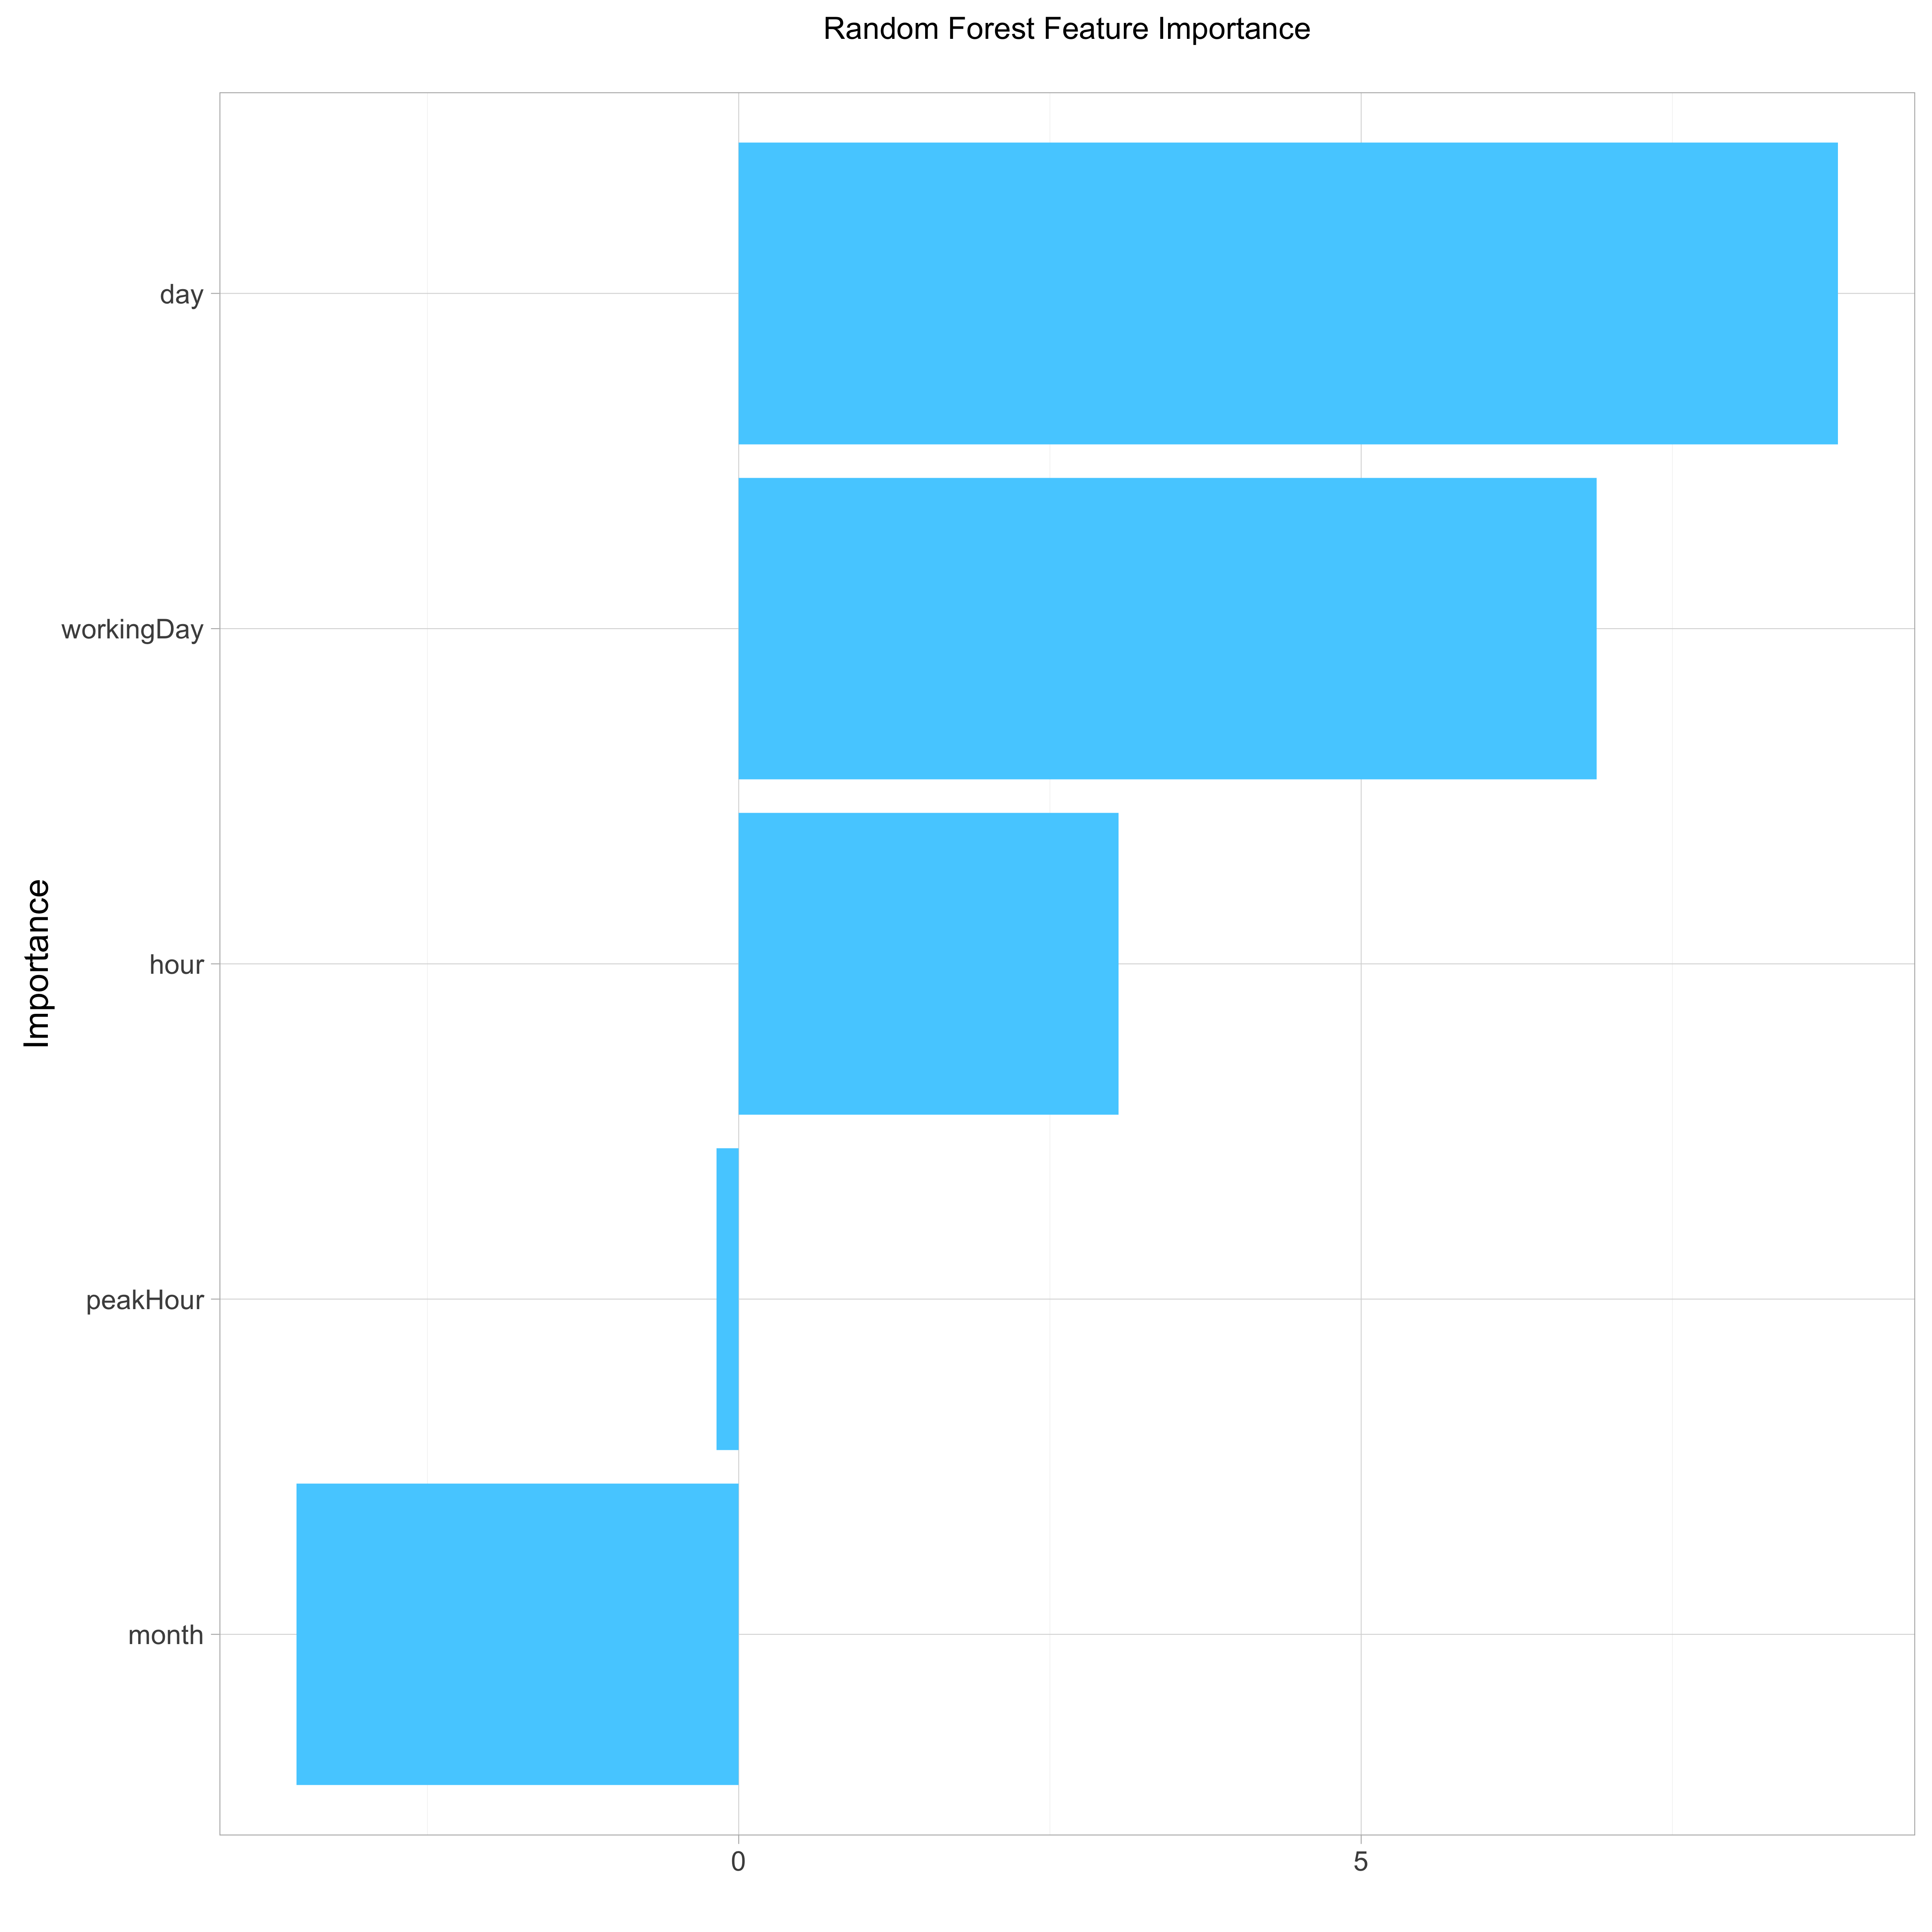 Random Forest Feature Importance
Importance
day
workingDay
hour
peakHour
month
0
5